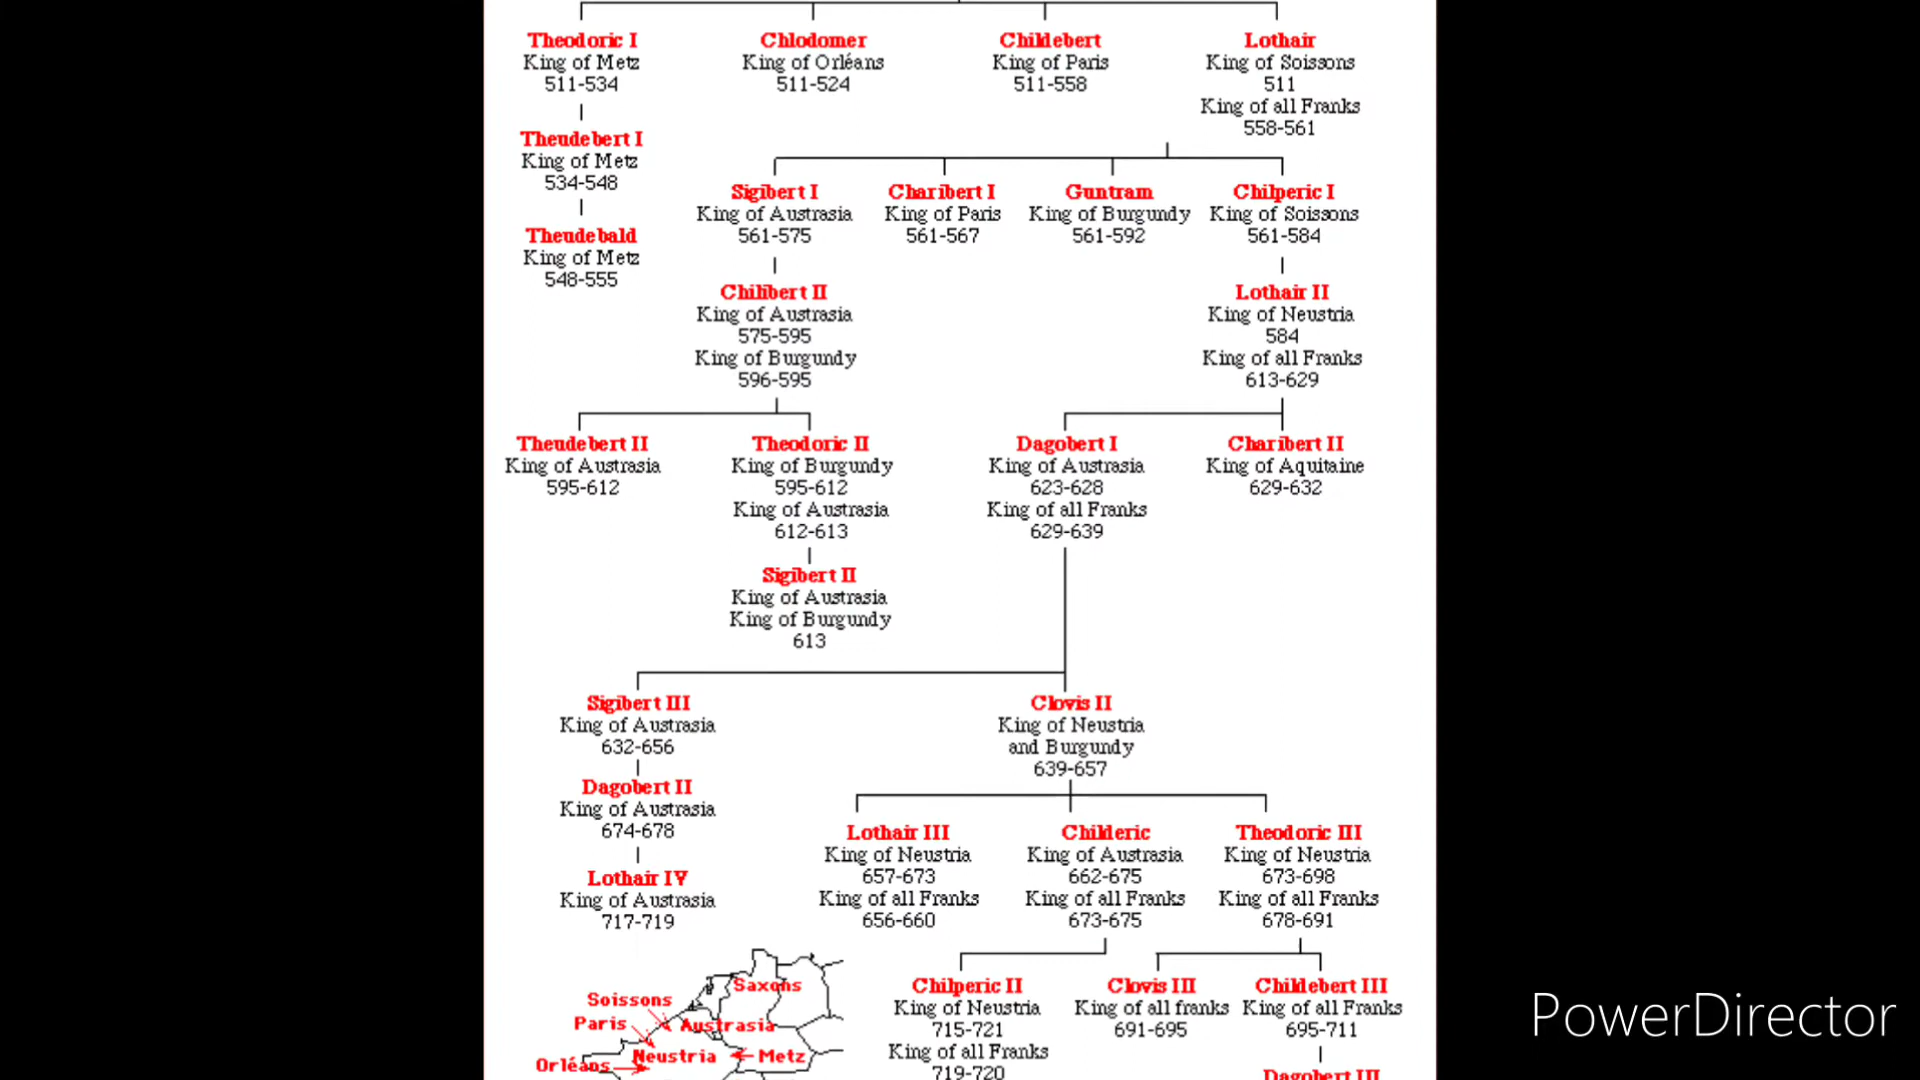 Theodoric I
King of Metz
511-534
Chlodomer
King of Orléans
511-524
Childebert
King of Paris
511-558
Lothair
King of Soissons
511
King of all Franks
558-561
Theudebert I
King of Metz
534-548
Theudebald
King of Metz
548-555
Sigibert I
King of Austrasia
561-575
Charibert I
King of Paris
561-567
Guntram
King of Burgundy
561-592
Chilperic I
King of Soissons
561-584
Chilibert II
King of Austrasia
575-595
King of Burgundy
596-595
Lothair II
King of Neustria
584
King of all Franks
613-629
Theudebert II
King of Austrasia
595-612
Theodoric II
King of Burgundy
595-612
King of Austrasia
612-613
Dagobert I
King of Austrasia
623-628
King of all Franks
629-639
Charibert II
King of Aquitaine
629-632
Sigibert II
King of Austrasia
King of Burgundy
613
Sigibert III
King of Austrasia
632-656
Clovis II
King of Neustria
and Burgundy
639-657
Dagobert II
King of Austrasia
674-678
Lothair IV
King of Austrasia
717-719
Lothair III
King of Neustria
657-673
King of all Franks
656-660
Childeric
King of Austrasia
662-675
King of all Franks
673-675
Theodoric III
King of Neustria
673-698
King of all Franks
678-691
Chilperic II
King of Neustria
715-721
King of all Franks
719-720
Clovis III
King of all franks
691-695
Childebert III
King of all Franks
695-711
Dagobert III
Saxons
Soissons
Paris
Austrasia
Neustria
Metz
Orléans
PowerDirector